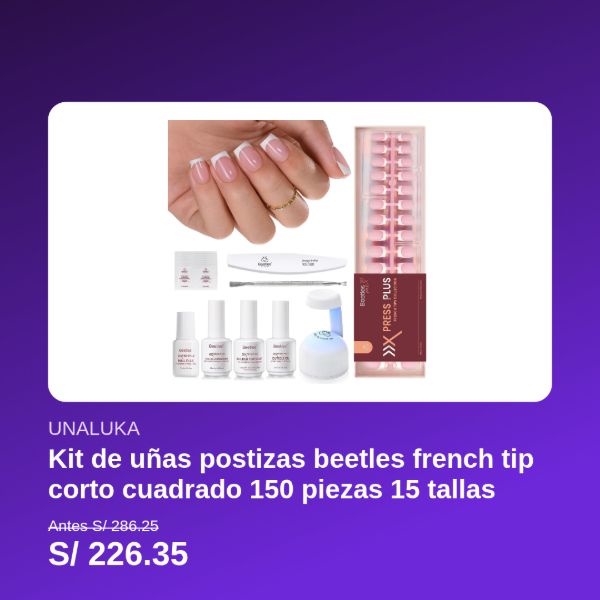 Beetles
PRESS PLUS
UNALUKA
Kit de uñas postizas beetles french tip
corto cuadrado 150 piezas 15 tallas
Antes S/ 286.25
S/ 226.35